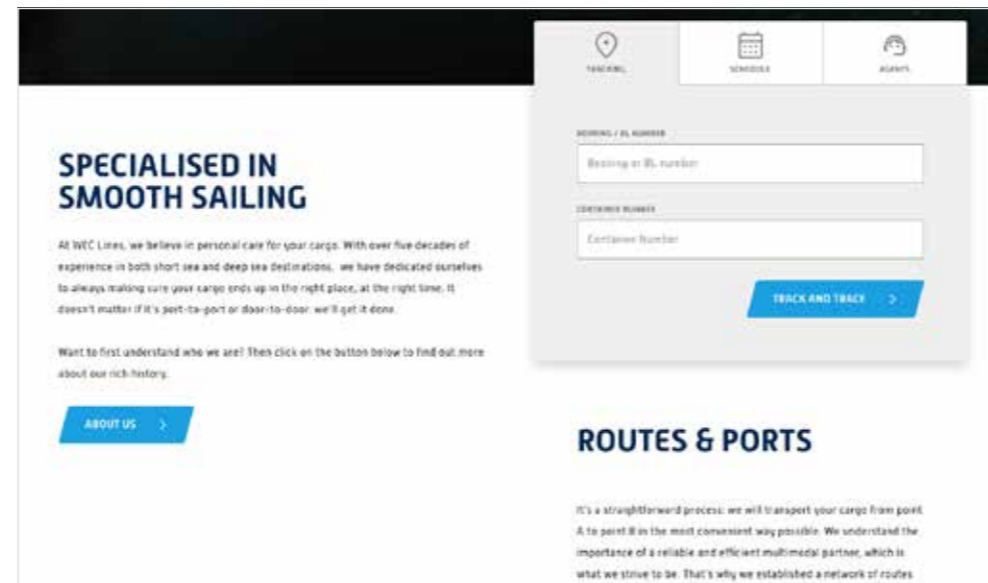 TRACKING
SCHEDULE
AGENTS
BOOKING / BL NUMBER
Booking or BL number
CONTAINER NUMBER
Container Number
TRACK AND TRACE
SPECIALISED IN
SMOOTH SAILING
At WEC Lines, we believe in personal care for your cargo. With over five decades of
experience in both short sea and deep sea destinations, we have dedicated ourselves
to always making sure your cargo ends up in the right place, at the right time. It
doesn't matter if it's port-to-port or door-to-door: we'll get it done.
Want to first understand who we are? Then click on the button below to find out more
about our rich history.
ABOUT US
ROUTES & PORTS
It's a straightforward process: we will transport your cargo from point
A to point B in the most convenient way possible. We understand the
importance of a reliable and efficient multimodal partner, which is
what we strive to be. That's why we established a network of routes